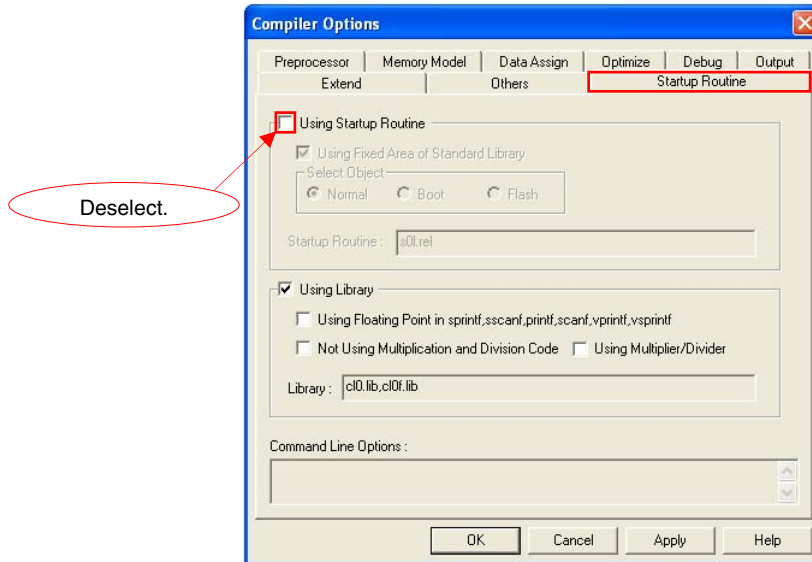 Compiler Options
Preprocessor Memory Model Data Assign Optimize Debug Output
Extend Others Startup Routine
Using Startup Routine
Using Fixed Area of Standard Library
Select Object
Normal Boot Flash
Deselect.
Startup Routine : s0l.rel
Using Library
Using Floating Point in sprintf,sscanf,printf,scanf,vprintf,vsprintf
Not Using Multiplication and Division Code Using Multiplier/Divider
Library : cl0.lib,cl0f.lib
Command Line Options :
OK Cancel Apply Help